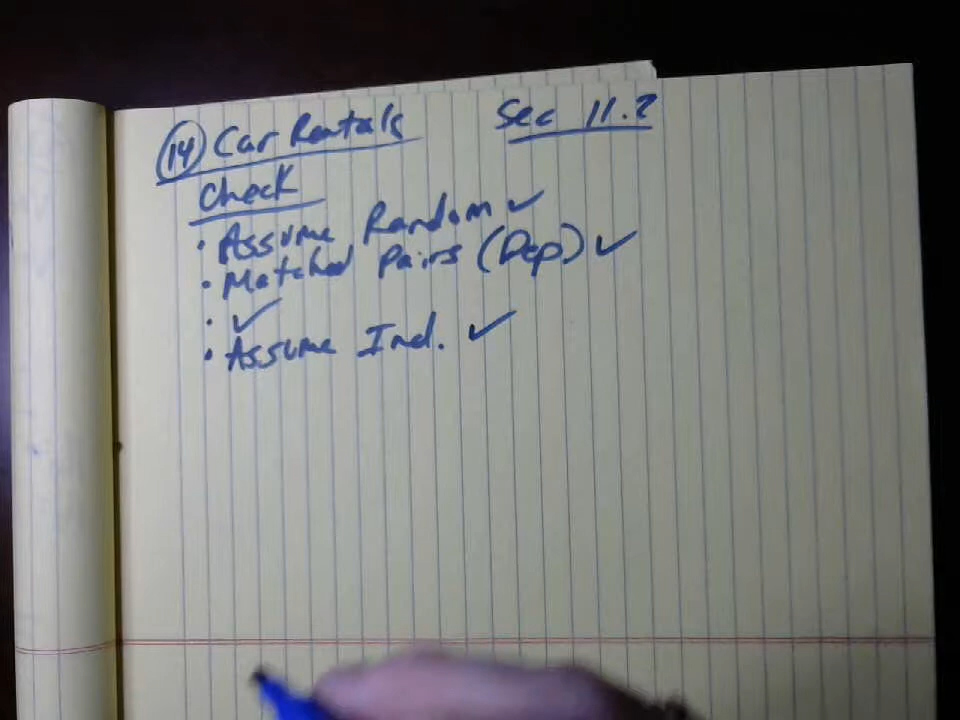 14 Car Rentals Sec 11.2
Check
• Assume Random ✓
• Matched Pairs (Dep) ✓
• ✓
• Assume Ind. ✓